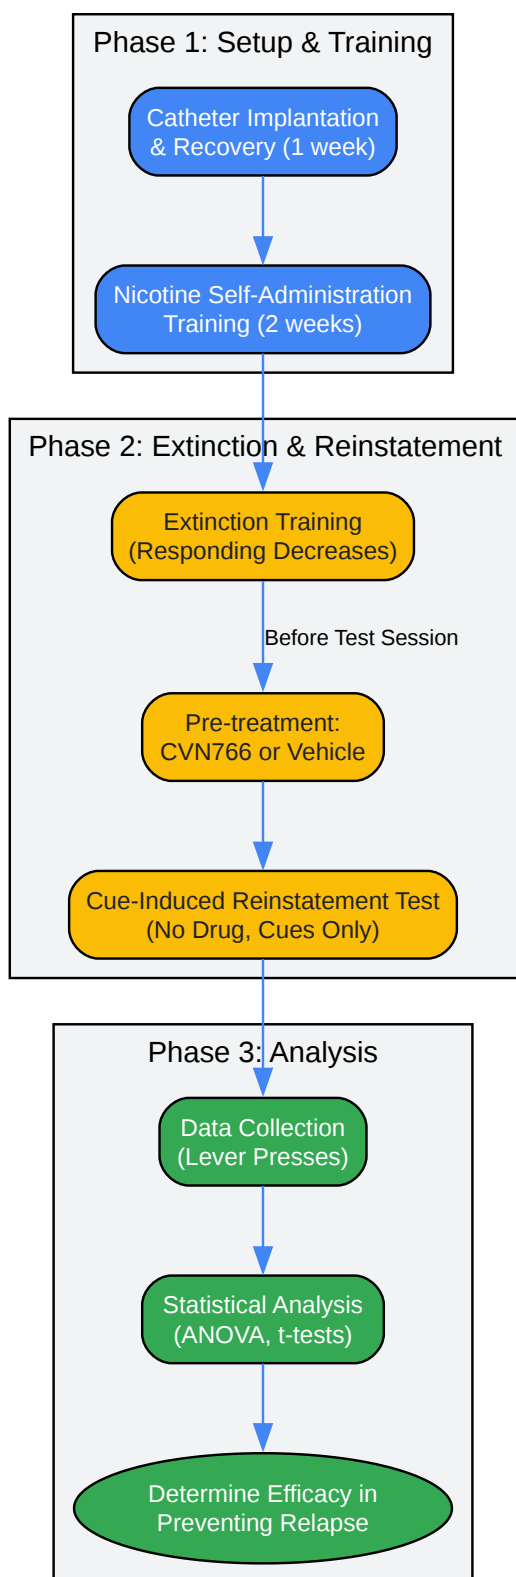 Phase 1: Setup & Training
Catheter Implantation
& Recovery (1 week)
Nicotine Self-Administration
Training (2 weeks)
Phase 2: Extinction & Reinstatement
Extinction Training
(Responding Decreases)
Before Test Session
Pre-treatment:
CVN766 or Vehicle
Cue-Induced Reinstatement Test
(No Drug, Cues Only)
Phase 3: Analysis
Data Collection
(Lever Presses)
Statistical Analysis
(ANOVA, t-tests)
Determine Efficacy in
Preventing Relapse